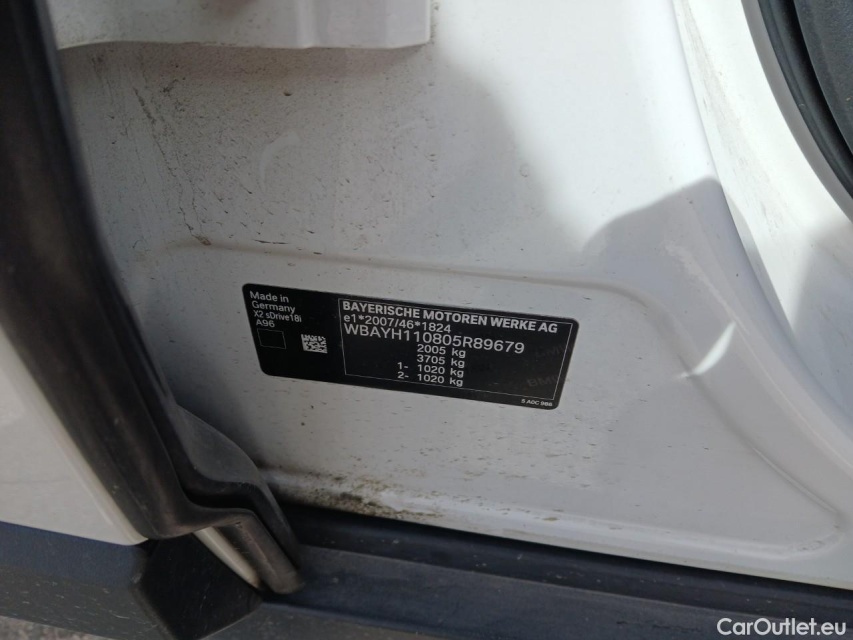 Made in
Germany
X2 sDrive18i
A96
BAYERISCHE MOTOREN WERKE AG
e1*2007/46*1824
WBAYH110805R89679
2005 kg
3705 kg
1- 1020 kg
2- 1020 kg
CarOutlet.eu